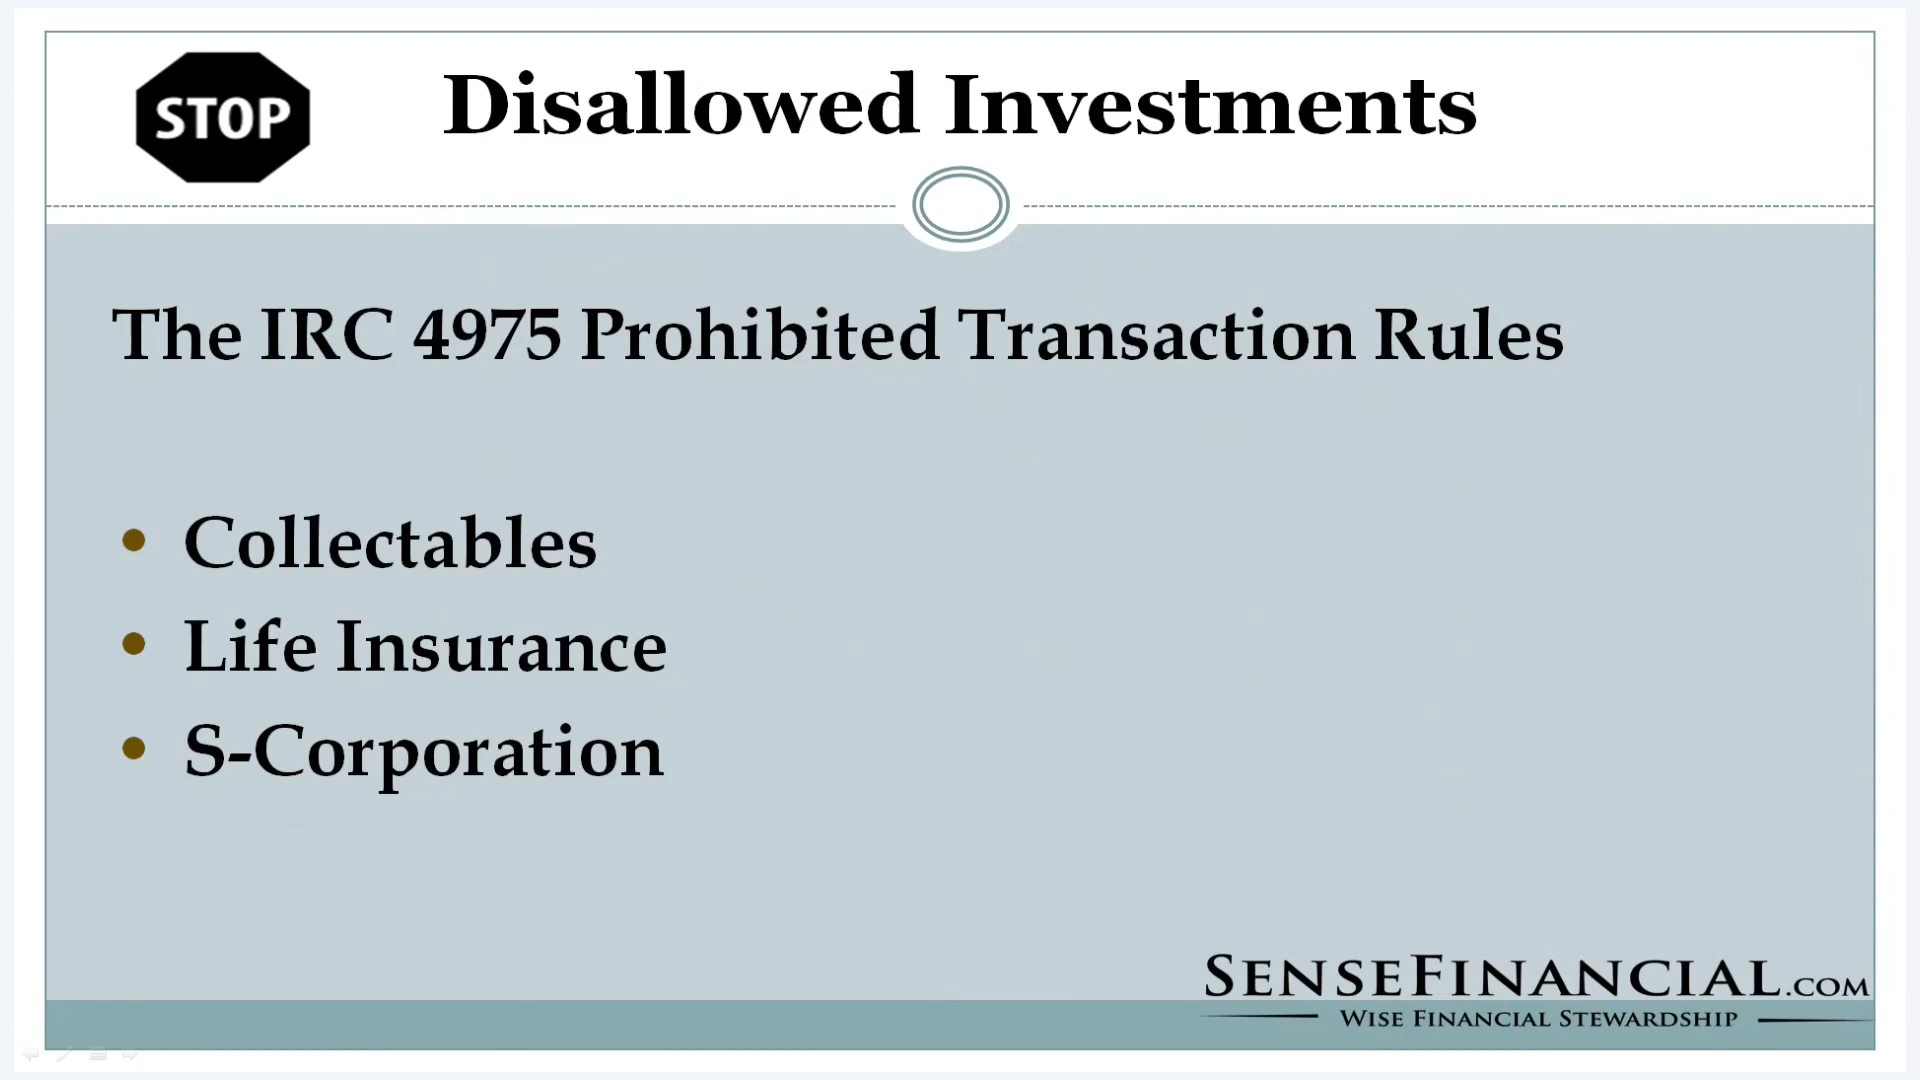 STOP
Disallowed Investments
The IRC 4975 Prohibited Transaction Rules
• Collectables
• Life Insurance
• S-Corporation
SENSEFINANCIAL.COM
WISE FINANCIAL STEWARDSHIP